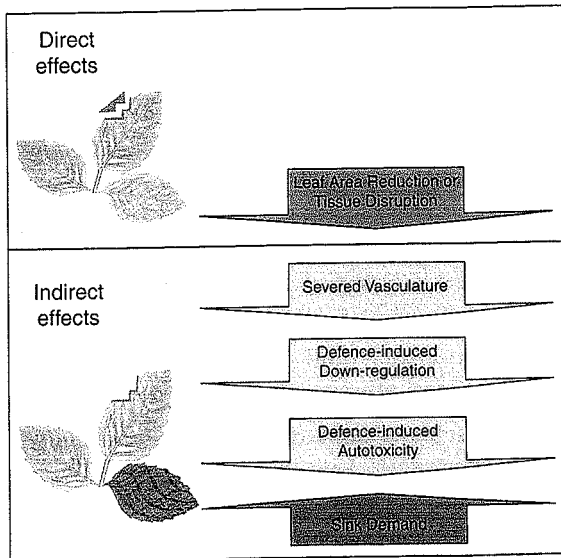 Direct
effects
Leaf Area Reduction or
Tissue Disruption
Indirect
effects
Severed Vasculature
Defence-induced
Down-regulation
Defence-induced
Autotoxicity
Sink Demand